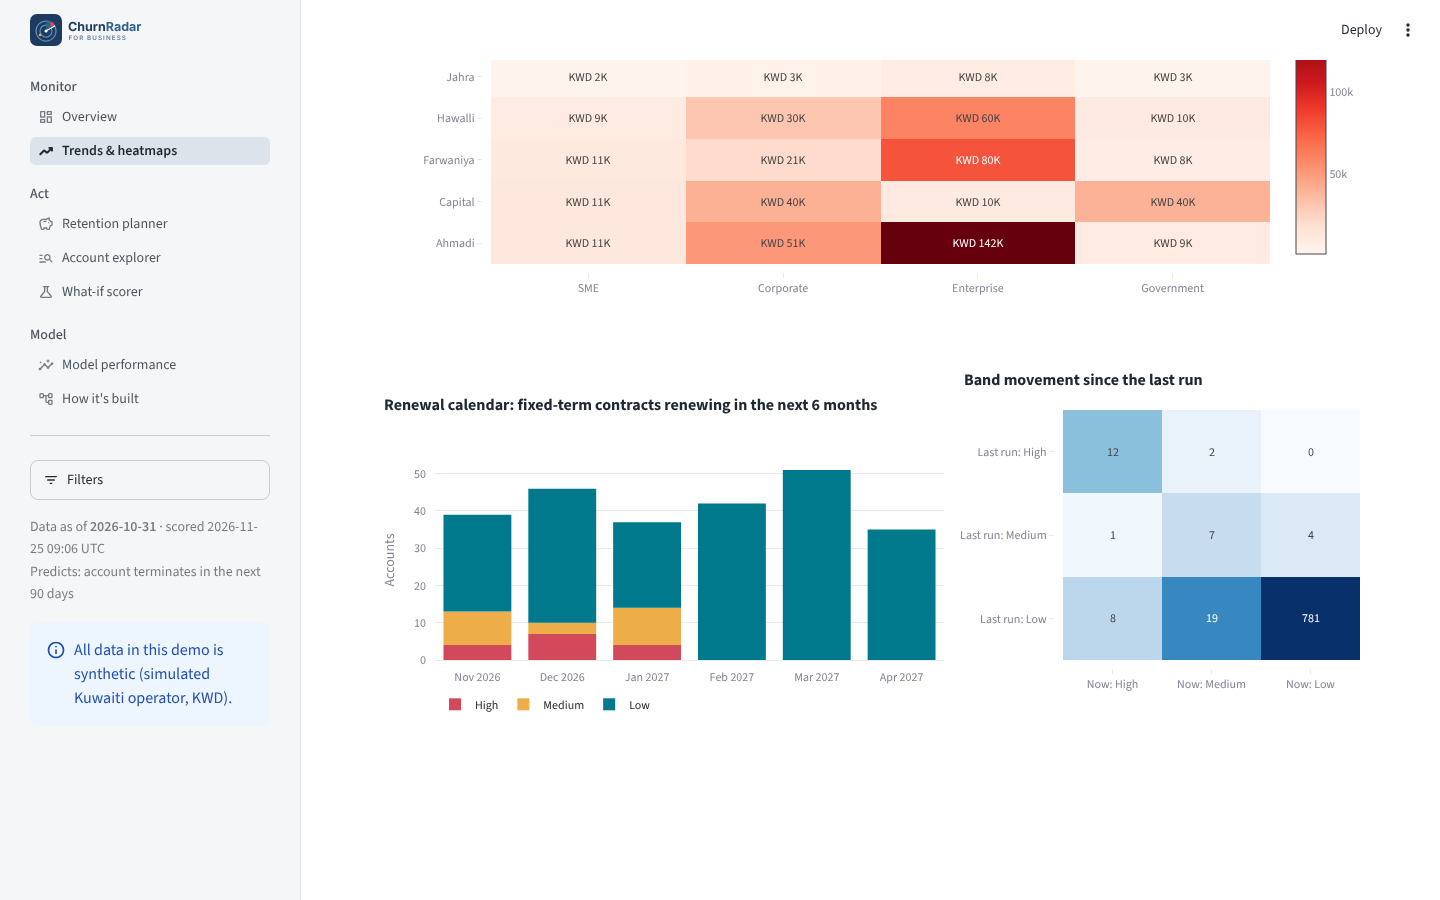 ChurnRadar
FOR BUSINESS
Monitor
Overview
Trends & heatmaps
Act
Retention planner
Account explorer
What-if scorer
Model
Model performance
How it's built
Filters
Data as of 2026-10-31 · scored 2026-11-
25 09:06 UTC
Predicts: account terminates in the next
90 days
All data in this demo is
synthetic (simulated
Kuwaiti operator, KWD).
Deploy
Jahra KWD 2K KWD 3K KWD 8K KWD 3K
Hawalli KWD 9K KWD 30K KWD 60K KWD 10K
Farwaniya KWD 11K KWD 21K KWD 80K KWD 8K
Capital KWD 11K KWD 40K KWD 10K KWD 40K
Ahmadi KWD 11K KWD 51K KWD 142K KWD 9K
SME Corporate Enterprise Government
100k
50k
Renewal calendar: fixed-term contracts renewing in the next 6 months
Accounts
50
40
30
20
10
0
Nov 2026 Dec 2026 Jan 2027 Feb 2027 Mar 2027 Apr 2027
High Medium Low
Band movement since the last run
Last run: High 12 2 0
Last run: Medium 1 7 4
Last run: Low 8 19 781
Now: High Now: Medium Now: Low